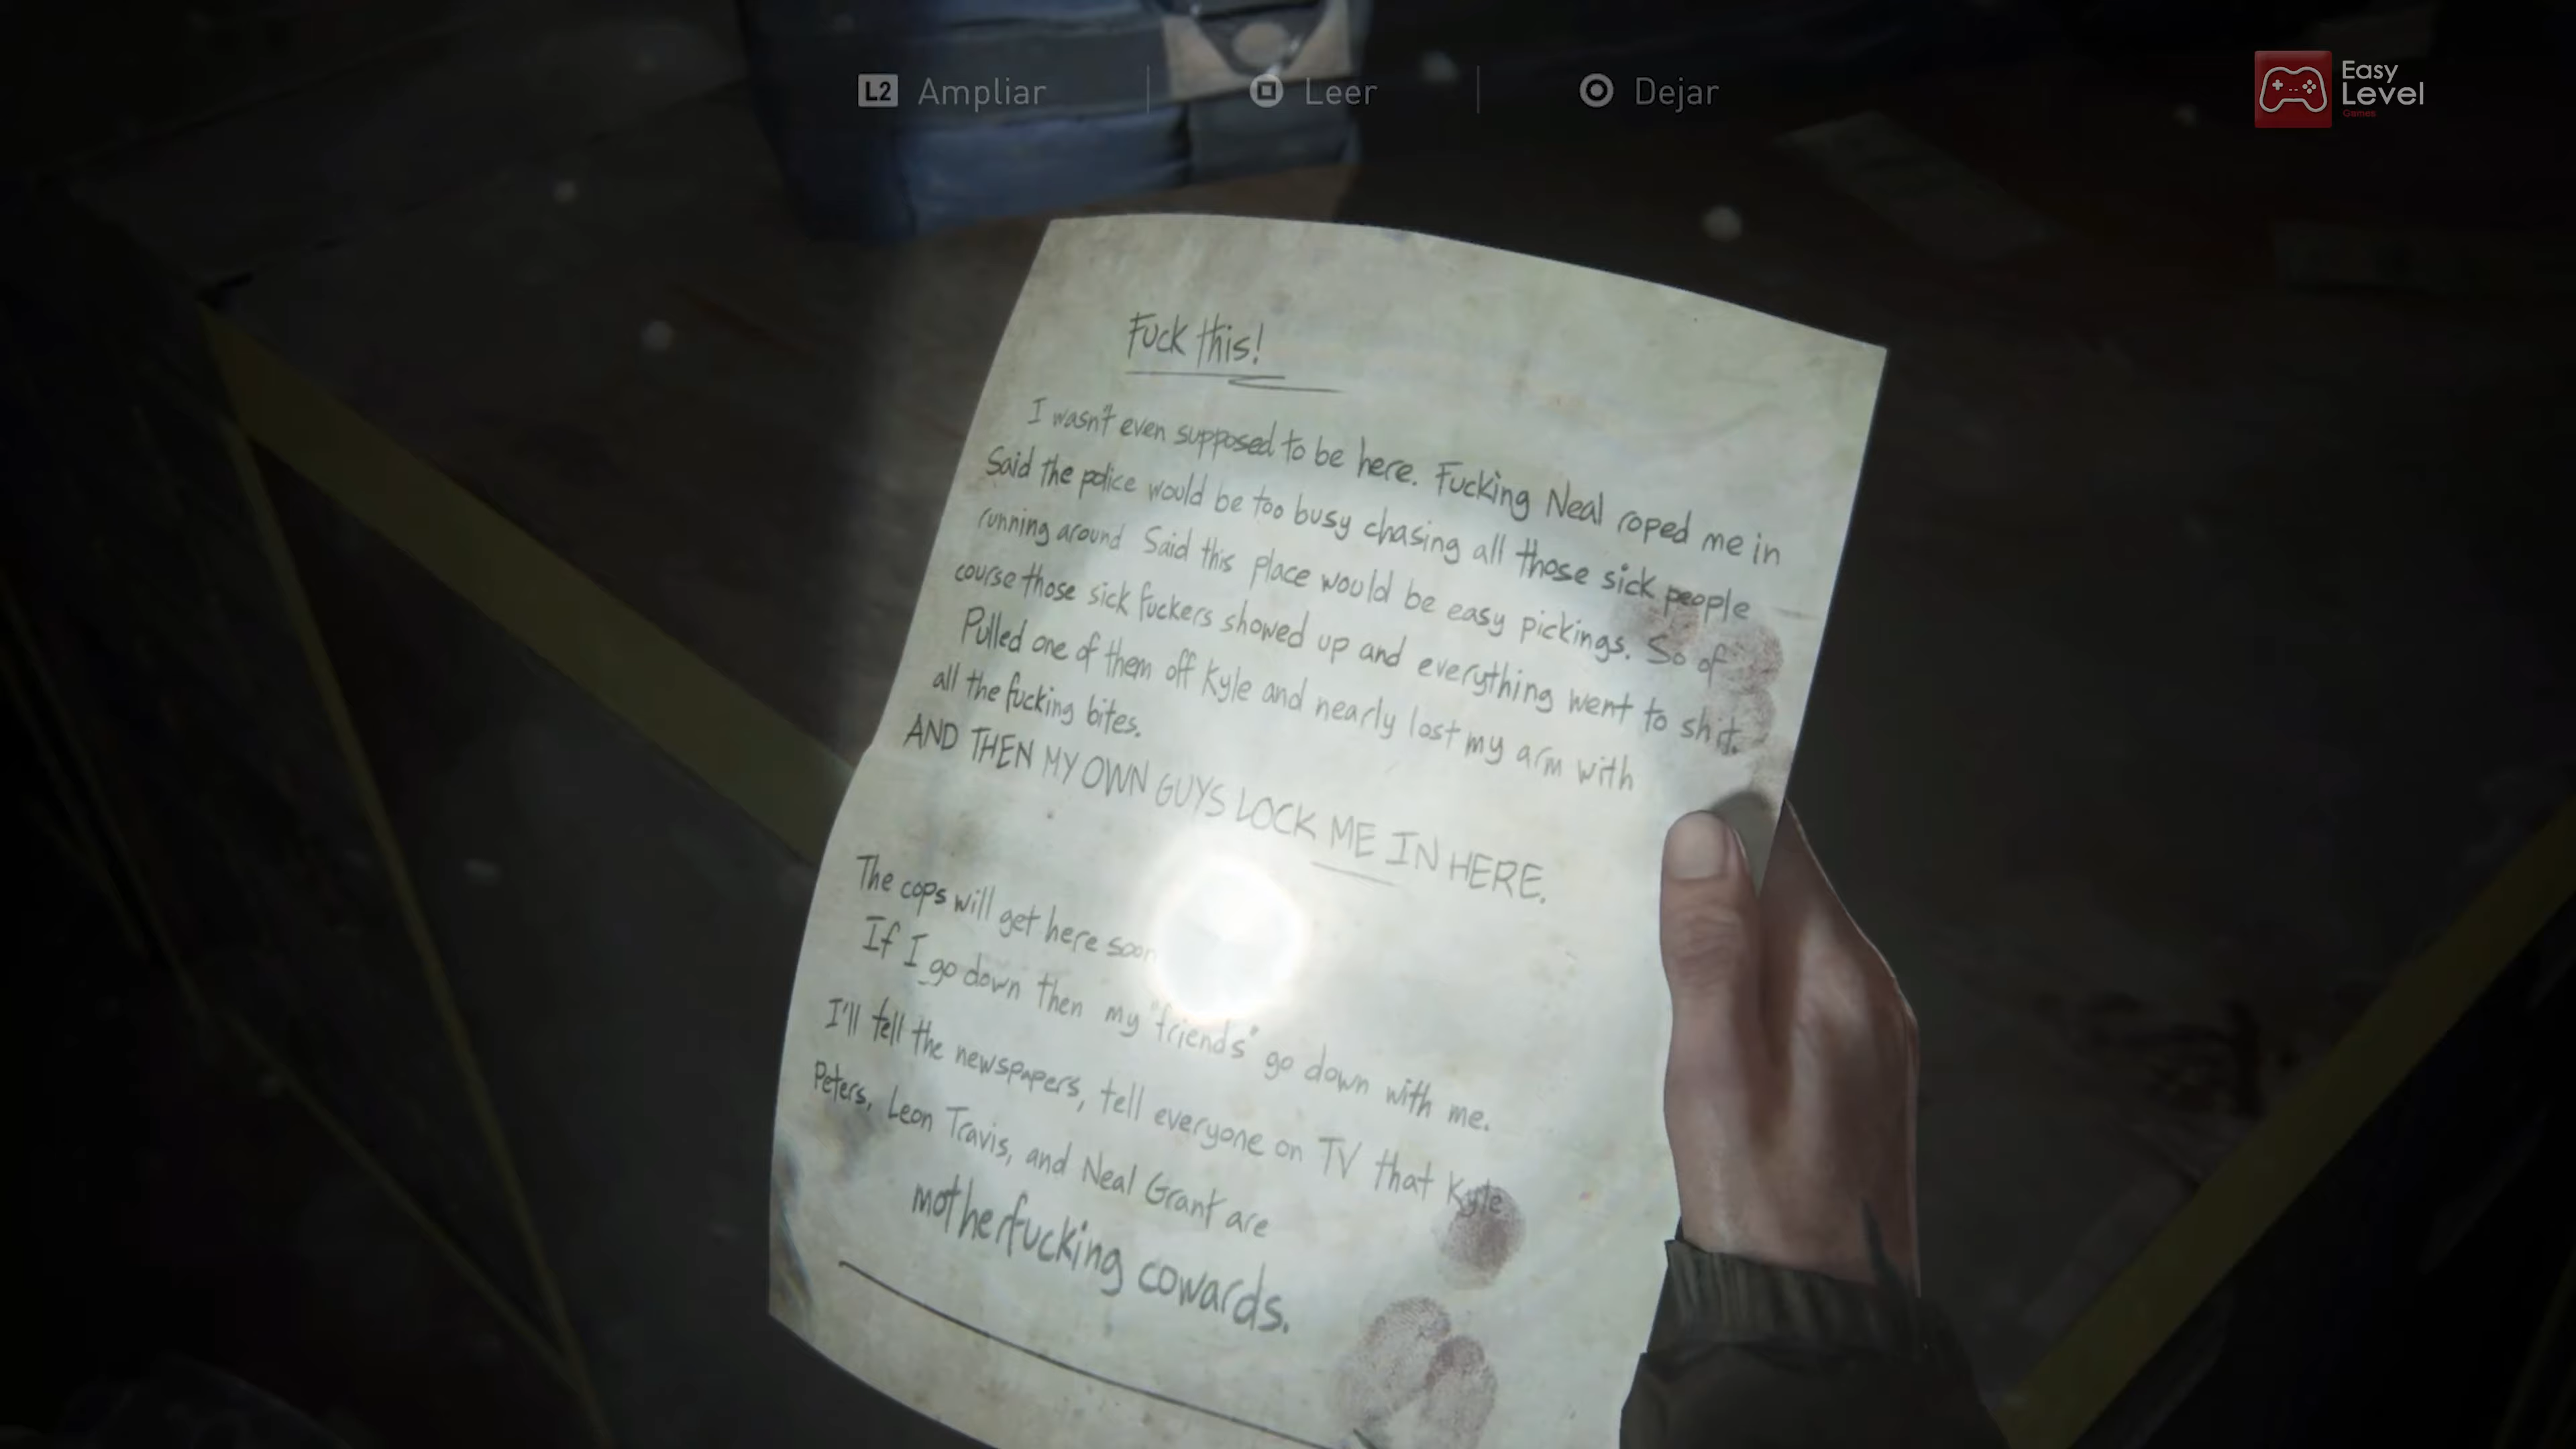 L2 Ampliar Leer Dejar
Easy
Level
Games
Fuck this!
I wasn't even supposed to be here. Fucking Neal roped me in
Said the police would be too busy chasing all those sick people
running around Said this place would be easy pickings. So of
course those sick fuckers showed up and everything went to shit.
Pulled one of them off Kyle and nearly lost my arm with
all the fucking bites.
AND THEN MY OWN GUYS LOCK ME IN HERE.
The cops will get here soon
If I go down then my "friends" go down with me.
I'll tell the newspapers, tell everyone on TV that Kyle
Peters, Leon Travis, and Neal Grant are
motherfucking cowards.